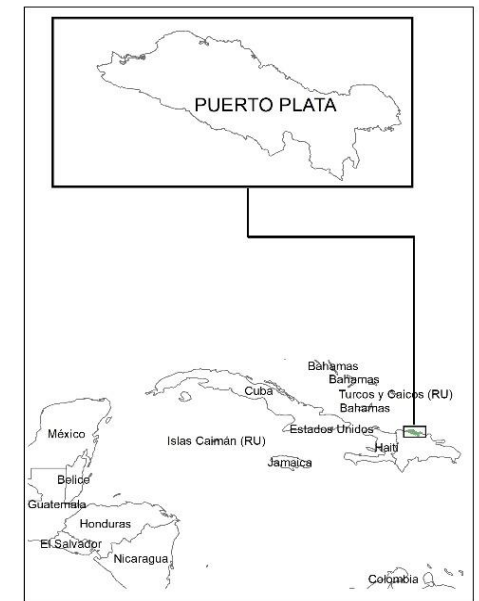 PUERTO PLATA
Bahamas
Bahamas
Cuba
Turcos y Caicos (RU)
Bahamas
Estados Unidos
México
Islas Caimán (RU)
Haití
Jamaica
Belice
Guatemala
Honduras
El Salvador
Nicaragua
Colombia